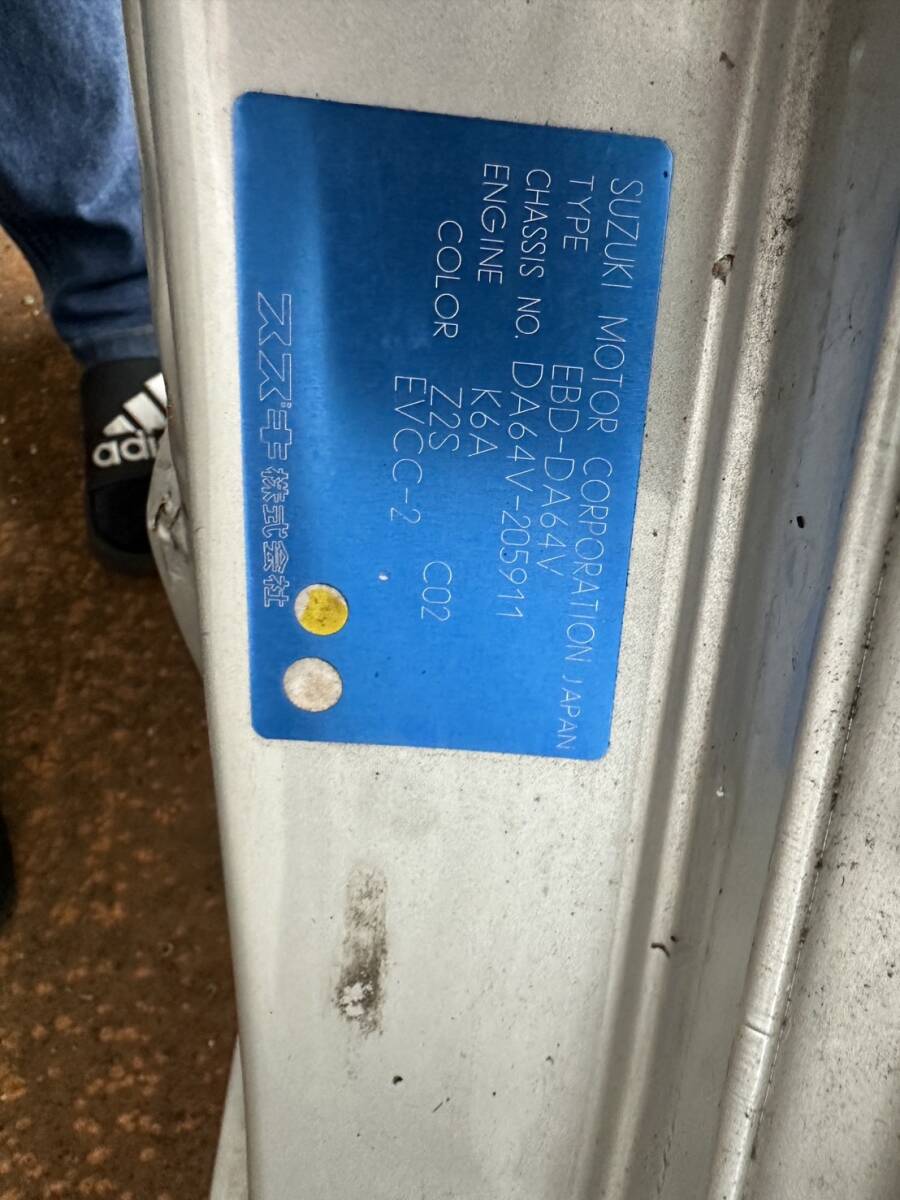 SUZUKI MOTOR CORPORATION JAPAN
TYPE EBD-DA64V
CHASSIS NO. DA64V-205911
ENGINE K6A
COLOR Z2S
EVCC-2 C02
スズキ株式会社
adi